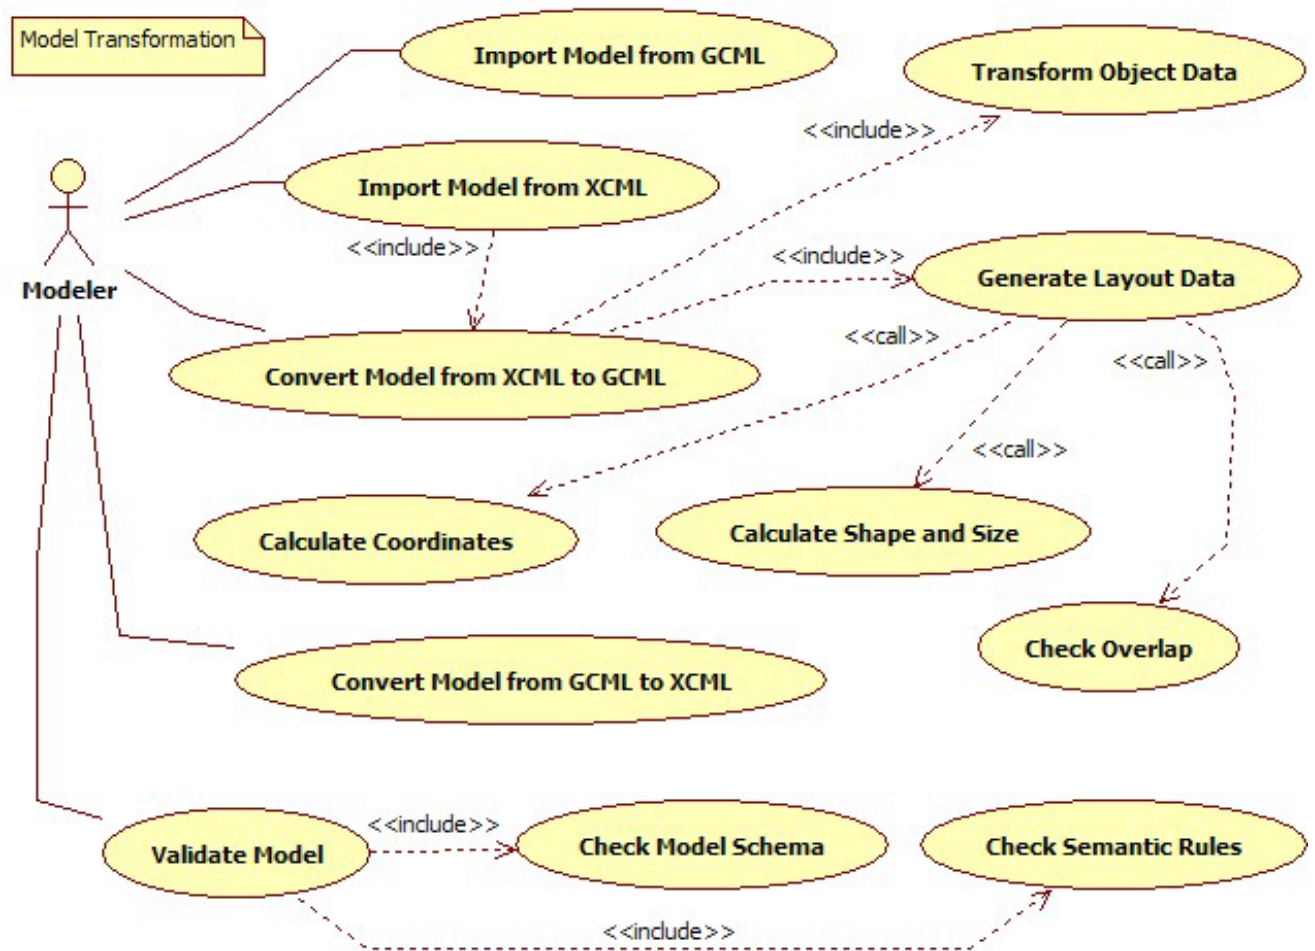 Model Transformation
Import Model from GCML
Transform Object Data
<<include>>
Import Model from XCML
<<include>>
<<include>>
Modeler
Generate Layout Data
<<call>>
<<call>>
Convert Model from XCML to GCML
<<call>>
Calculate Coordinates
Calculate Shape and Size
Check Overlap
Convert Model from GCML to XCML
<<include>>
Validate Model
Check Model Schema
Check Semantic Rules
<<include>>